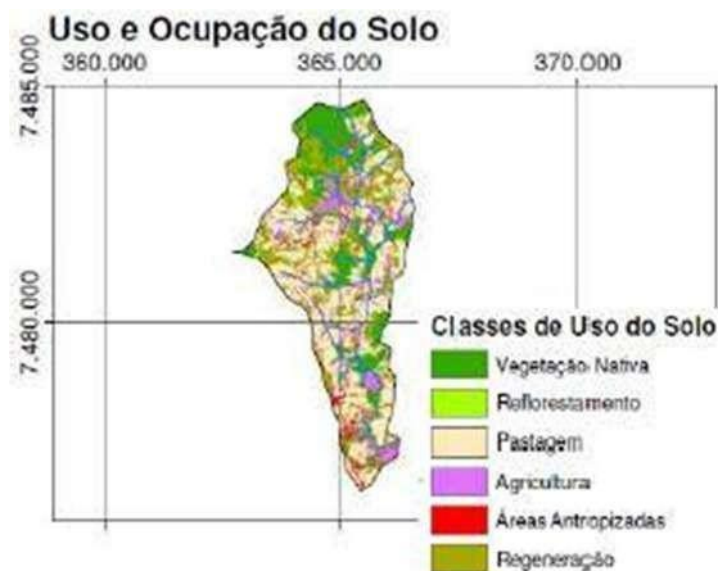 Uso e Ocupação do Solo
360.000 365.000 370.000
7.485.000
7.480.000
Classes de Uso do Solo
Vegetação Nativa
Reflorestamento
Pastagem
Agricultura
Áreas Antropizadas
Regeneração